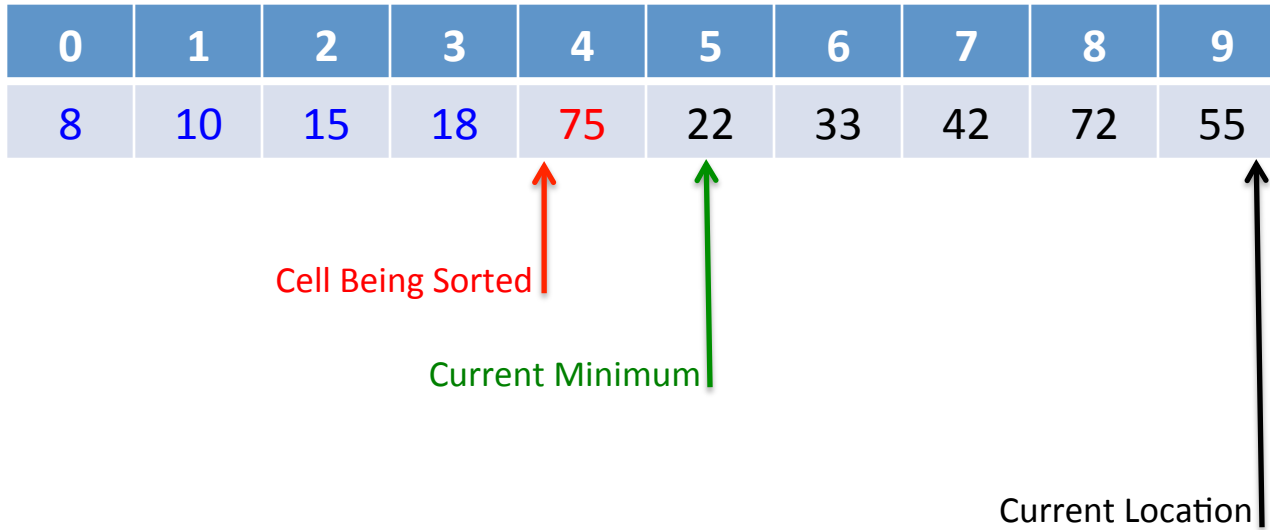 0 1 2 3 4 5 6 7 8 9
8 10 15 18 75 22 33 42 72 55
Cell Being Sorted
Current Minimum
Current Location